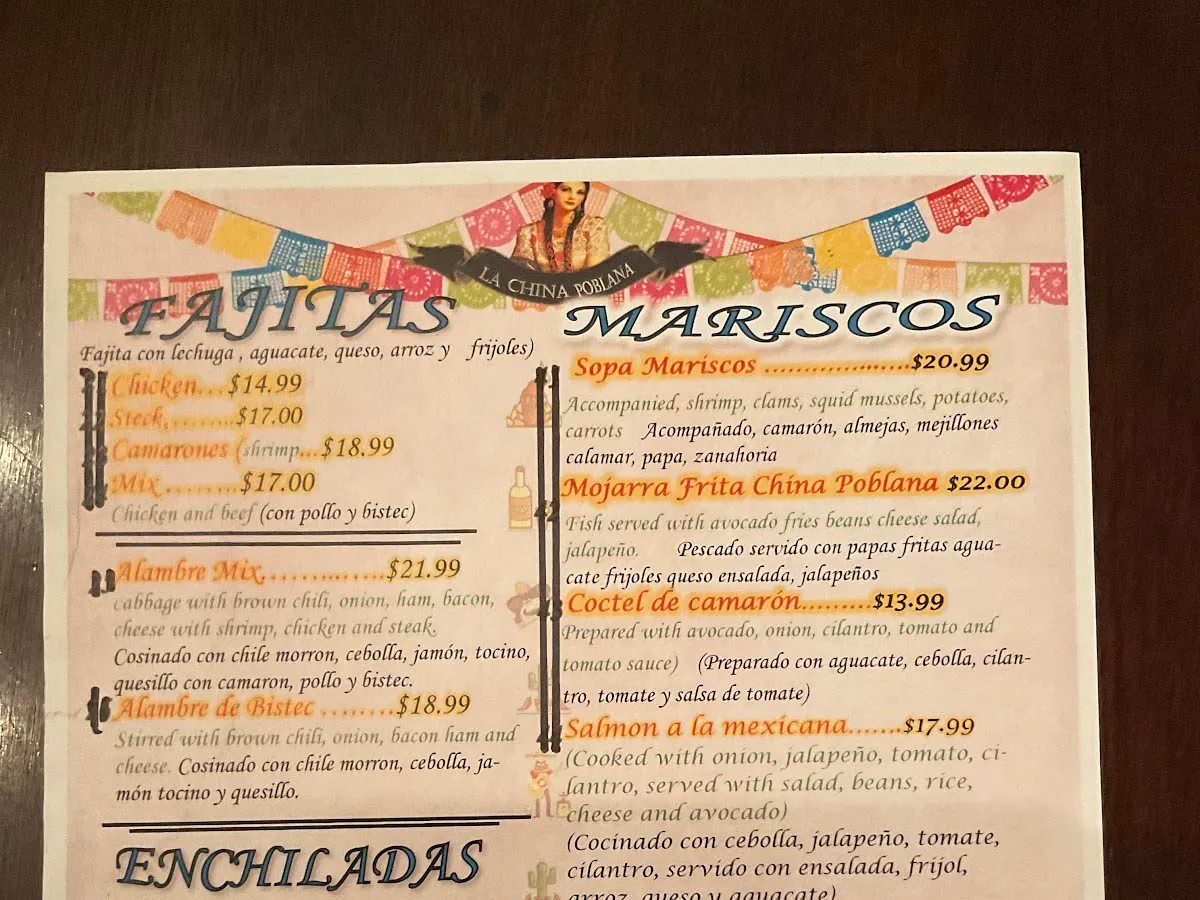 LA CHINA POBLANA
FAJITAS
Fajita con lechuga , aguacate, queso, arroz y frijoles)
Chicken...$14.99
Steck,........$17.00
Camarones (shrimp...$18.99
Mix.........$17.00
Chicken and beef (con pollo y bistec)
Alambre Mix...............$21.99
cabbage with brown chili, onion, ham, bacon,
cheese with shrimp, chicken and steak.
Cosinado con chile morron, cebolla, jamón, tocino,
quesillo con camaron, pollo y bistec.
Alambre de Bistec .........$18.99
Stirred with brown chili, onion, bacon ham and
cheese. Cosinado con chile morron, cebolla, ja-
món tocino y quesillo.
ENCHILADAS
MARISCOS
Sopa Mariscos ....................$20.99
Accompanied, shrimp, clams, squid mussels, potatoes,
carrots Acompañado, camarón, almejas, mejillones
calamar, papa, zanahoria
Mojarra Frita China Poblana $22.00
Fish served with avocado fries beans cheese salad,
jalapeño. Pescado servido con papas fritas agua-
cate frijoles queso ensalada, jalapeños
Coctel de camarón.........$13.99
Prepared with avocado, onion, cilantro, tomato and
tomato sauce) (Preparado con aguacate, cebolla, cilan-
tro, tomate y salsa de tomate)
Salmon a la mexicana.......$17.99
(Cooked with onion, jalapeño, tomato, ci-
lantro, served with salad, beans, rice,
cheese and avocado)
(Cocinado con cebolla, jalapeño, tomate,
cilantro, servido con ensalada, frijol,
arroz, queso y aguacate)